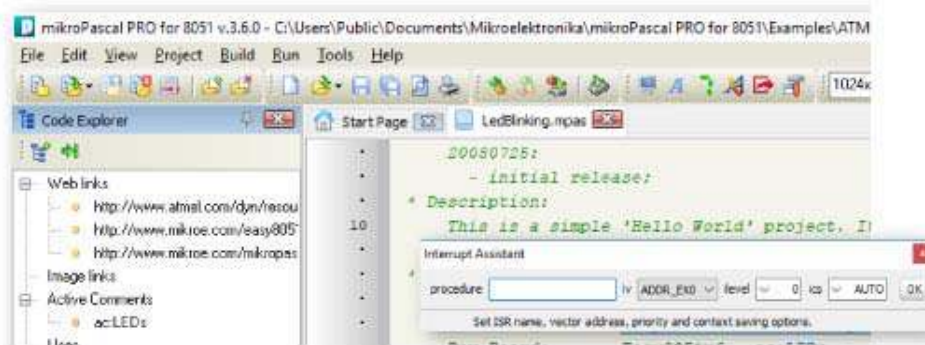 mikroPascal PRO for 8051 v.3.6.0 - C:\Users\Public\Documents\Mikroelektronika\mikroPascal PRO for 8051\Examples\ATM
File Edit View Project Build Run Tools Help
1024x
Code Explorer
Start Page LedBlinking.mpas
20080725:
- initial release;
Web links
http://www.atmel.com/dyn/resou
* Description:
http://www.mikroe.com/easy805
10 This is a simple 'Hello World' project. I
http://www.mikroe.com/mikropas
Interrupt Assistant
Image links
procedure iv ADDR_EX0 level 0 ics AUTO OK
Active Comments
ac:LEDs
Set ISR name, vector address, priority and context saving options.